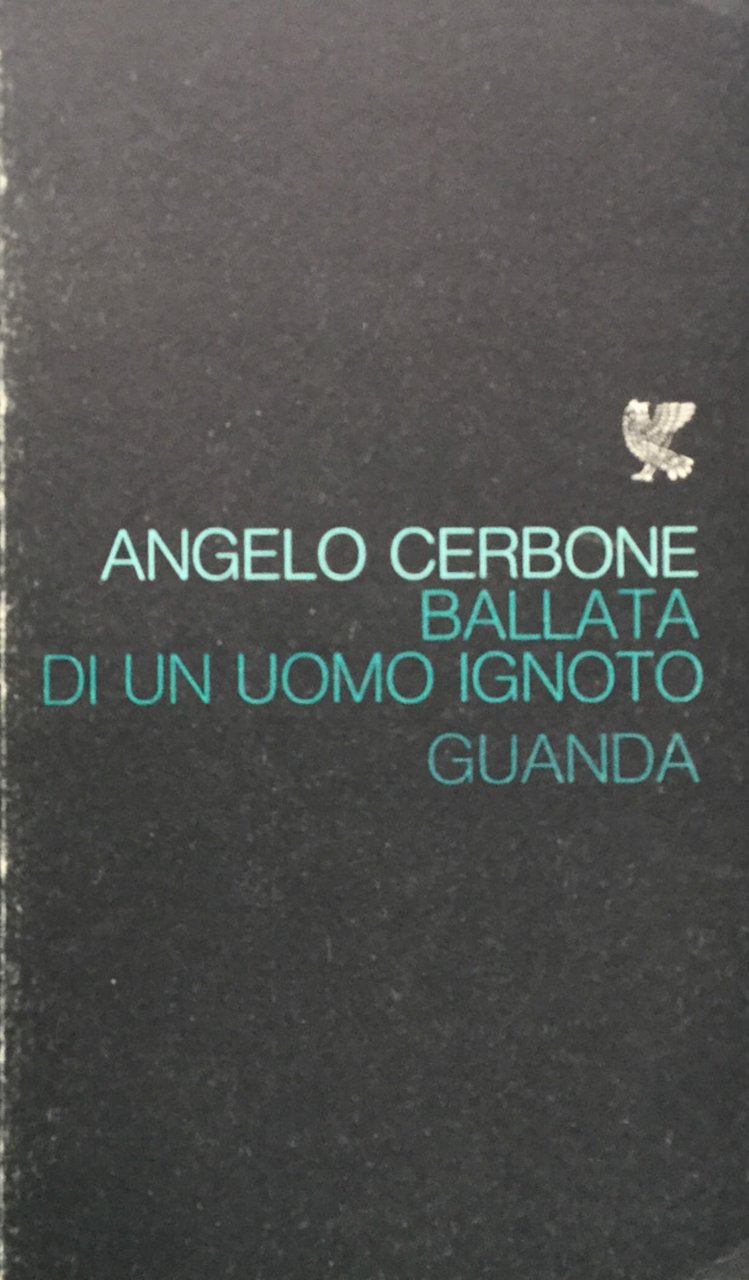 ANGELO CERBONE
BALLATA
DI UN UOMO IGNOTO
GUANDA